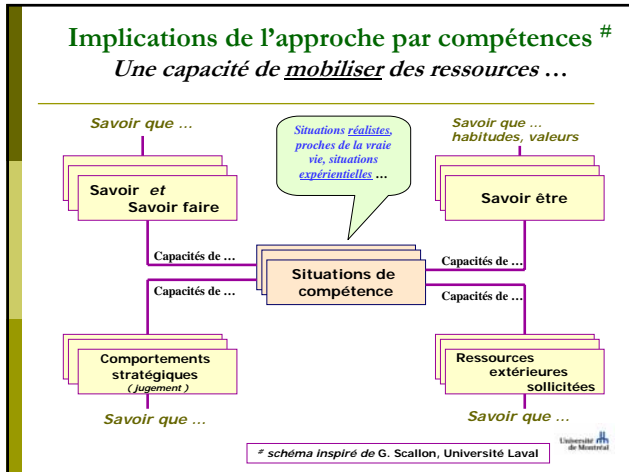 Implications de l'approche par compétences #
Une capacité de mobiliser des ressources …
Savoir que …
Situations réalistes,
proches de la vraie
vie, situations
expérientielles …
Savoir que …
habitudes, valeurs
Savoir et
Savoir faire
Savoir être
Capacités de …
Capacités de …
Situations de
compétence
Capacités de …
Capacités de …
Comportements
stratégiques
( jugement )
Ressources
extérieures
sollicitées
Savoir que …
Savoir que …
# schéma inspiré de G. Scallon, Université Laval
Université
de Montréal